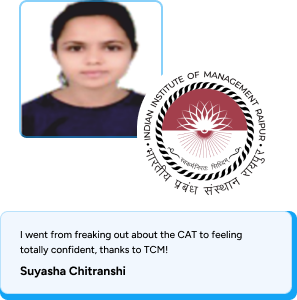 INDIAN INSTITUTE OF MANAGEMENT RAIPUR
भारतीय प्रबंध संस्थान रायपुर
I went from freaking out about the CAT to feeling
totally confident, thanks to TCM!
Suyasha Chitranshi